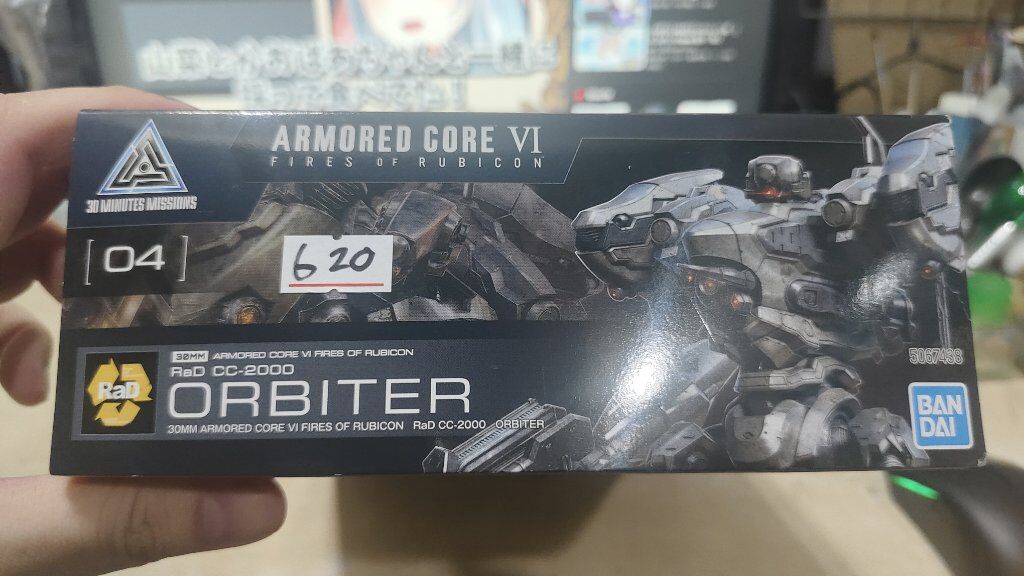 ARMORED CORE VI
FIRES OF RUBICON
30 MINUTES MISSIONS
[04]
620
30MM ARMORED CORE VI FIRES OF RUBICON
RaD CC-2000
RaD
ORBITER
30MM ARMORED CORE VI FIRES OF RUBICON RaD CC-2000 ORBITER
5067438
BAN
DAI